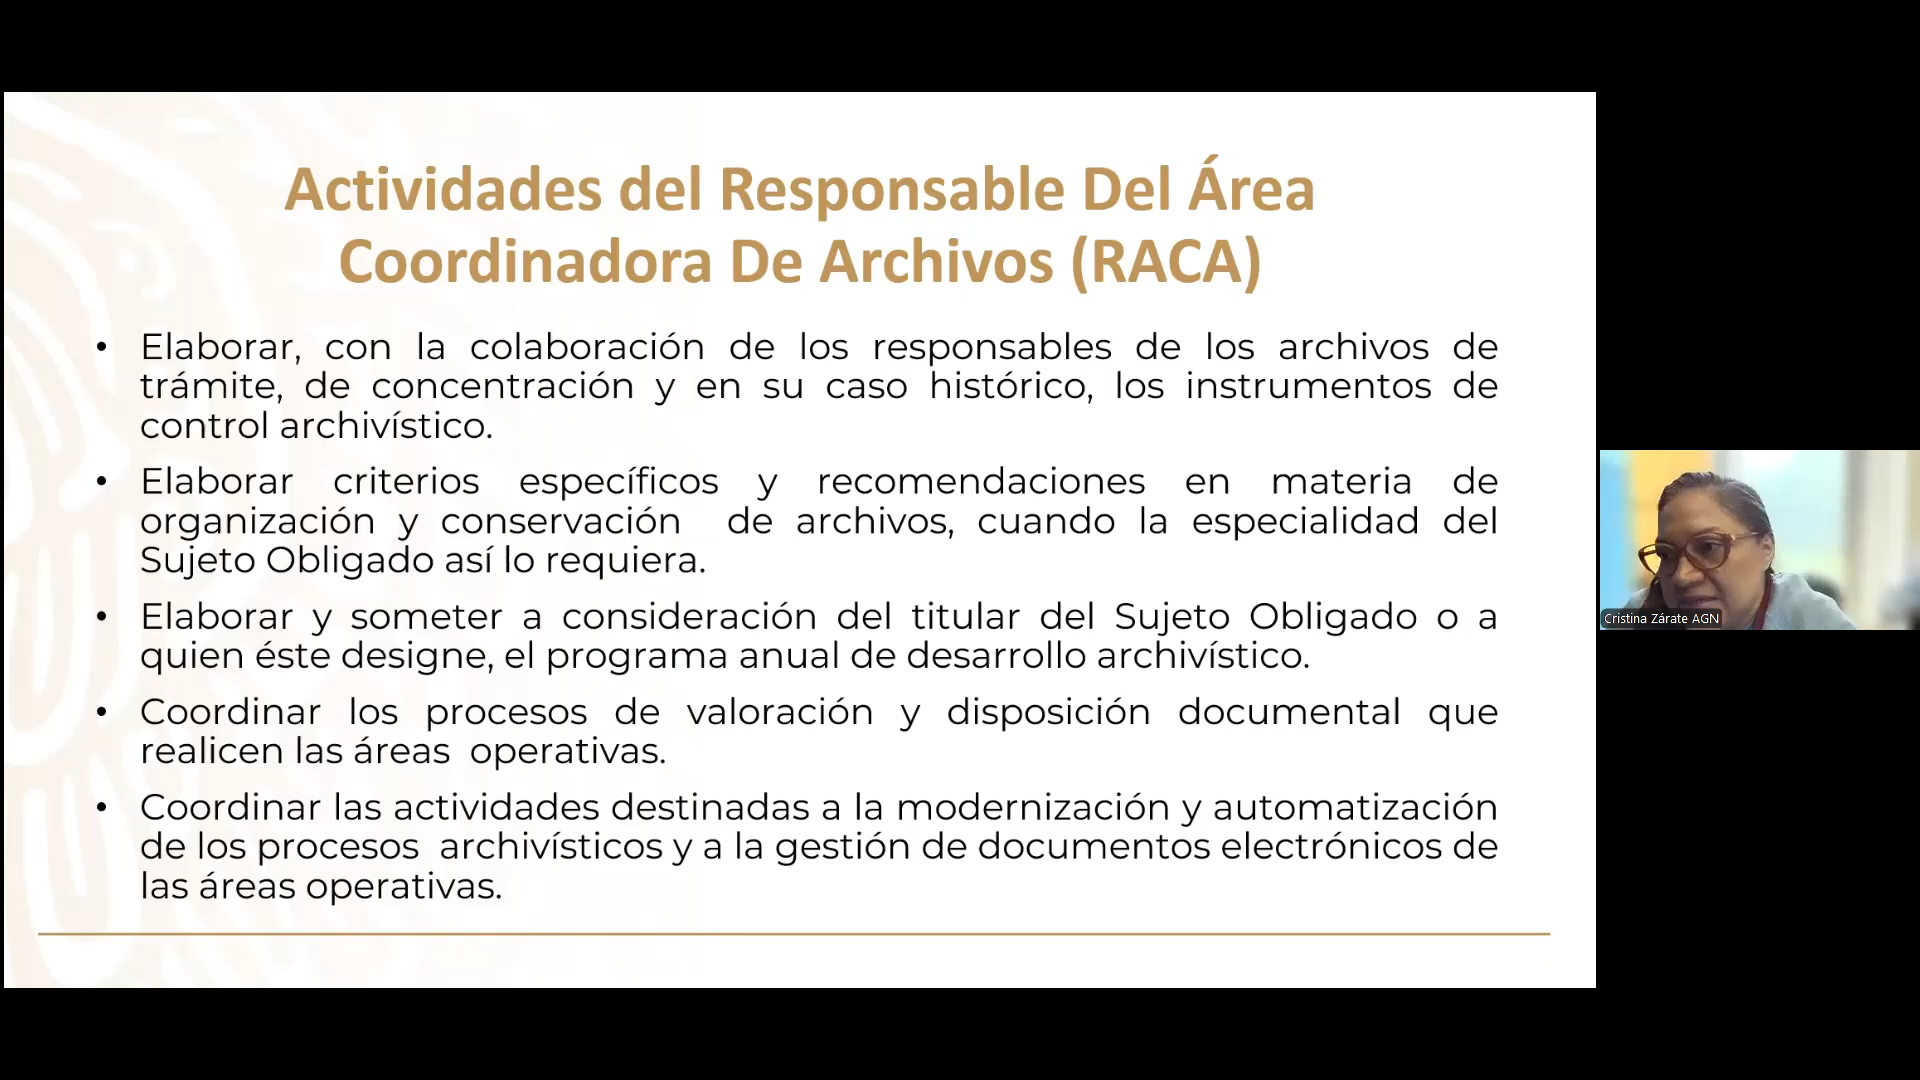 Actividades del Responsable Del Área
Coordinadora De Archivos (RACA)
• Elaborar, con la colaboración de los responsables de los archivos de
trámite, de concentración y en su caso histórico, los instrumentos de
control archivístico.
• Elaborar criterios específicos y recomendaciones en materia de
organización y conservación de archivos, cuando la especialidad del
Sujeto Obligado así lo requiera.
• Elaborar y someter a consideración del titular del Sujeto Obligado o a
quien éste designe, el programa anual de desarrollo archivístico.
• Coordinar los procesos de valoración y disposición documental que
realicen las áreas operativas.
• Coordinar las actividades destinadas a la modernización y automatización
de los procesos archivísticos y a la gestión de documentos electrónicos de
las áreas operativas.
Cristina Zárate AGN